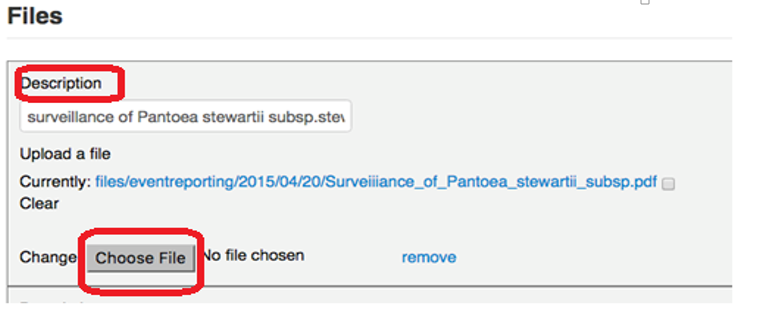 Files
Description
surveillance of Pantoea stewartii subsp.stev
Upload a file
Currently: files/eventreporting/2015/04/20/Surveiiiance_of_Pantoea_stewartii_subsp.pdf
Clear
Change Choose File No file chosen remove